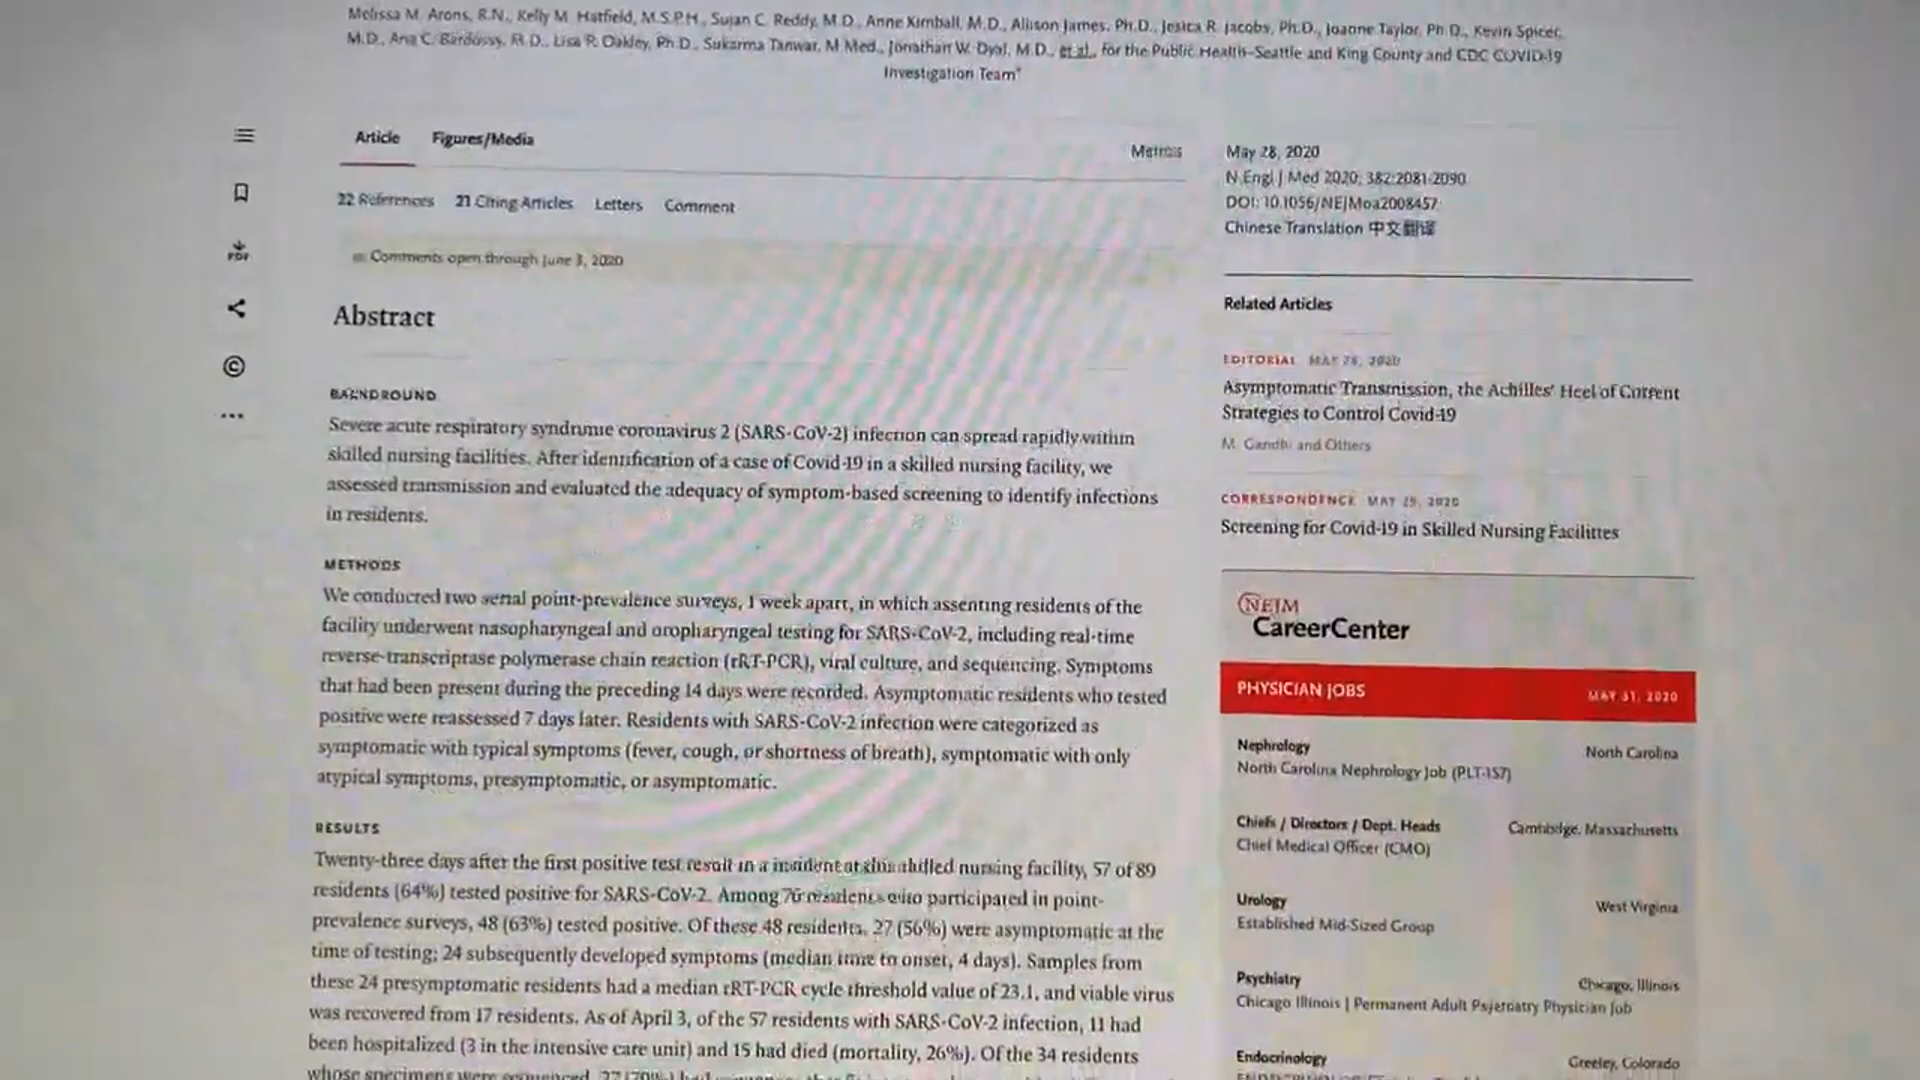 Melissa M. Arons, R.N., Kelly M. Hatfield, M.S.P.H., Sujan C. Reddy, M.D., Anne Kimball, M.D., Allison James, Ph.D., Jesica R. Jacobs, Ph.D., Joanne Taylor, Ph.D., Kevin Spicer,
M.D., Ana C. Bardossy, M.D., Lisa P. Oakley, Ph.D., Sukarma Tanwar, M.Med., Jonathan W. Dyal, M.D., et al., for the Public Health–Seattle and King County and CDC COVID-19
Investigation Team*
Article Figures/Media
Metrics
22 References 21 Citing Articles Letters Comment
Comments open through June 3, 2020
Abstract
BACKGROUND
Severe acute respiratory syndrome coronavirus 2 (SARS-CoV-2) infection can spread rapidly within
skilled nursing facilities. After identification of a case of Covid-19 in a skilled nursing facility, we
assessed transmission and evaluated the adequacy of symptom-based screening to identify infections
in residents.
METHODS
We conducted two serial point-prevalence surveys, 1 week apart, in which assenting residents of the
facility underwent nasopharyngeal and oropharyngeal testing for SARS-CoV-2, including real-time
reverse-transcriptase polymerase chain reaction (rRT-PCR), viral culture, and sequencing. Symptoms
that had been present during the preceding 14 days were recorded. Asymptomatic residents who tested
positive were reassessed 7 days later. Residents with SARS-CoV-2 infection were categorized as
symptomatic with typical symptoms (fever, cough, or shortness of breath), symptomatic with only
atypical symptoms, presymptomatic, or asymptomatic.
RESULTS
Twenty-three days after the first positive test result in a resident at this skilled nursing facility, 57 of 89
residents (64%) tested positive for SARS-CoV-2. Among 76 residents who participated in point-
prevalence surveys, 48 (63%) tested positive. Of these 48 residents, 27 (56%) were asymptomatic at the
time of testing; 24 subsequently developed symptoms (median time to onset, 4 days). Samples from
these 24 presymptomatic residents had a median rRT-PCR cycle threshold value of 23.1, and viable virus
was recovered from 17 residents. As of April 3, of the 57 residents with SARS-CoV-2 infection, 11 had
been hospitalized (3 in the intensive care unit) and 15 had died (mortality, 26%). Of the 34 residents
whose specimens were sequenced, 27
PDF
May 28, 2020
N Engl J Med 2020; 382:2081-2090
DOI: 10.1056/NEJMoa2008457
Chinese Translation 中文翻译
Related Articles
EDITORIAL MAY 28, 2020
Asymptomatic Transmission, the Achilles' Heel of Current
Strategies to Control Covid-19
M. Gandhi and Others
CORRESPONDENCE MAY 29, 2020
Screening for Covid-19 in Skilled Nursing Facilities
NEJM
CareerCenter
PHYSICIAN JOBS MAY 31, 2020
Nephrology North Carolina
North Carolina Nephrology Job (PLT-157)
Chiefs / Directors / Dept. Heads Cambridge, Massachusetts
Chief Medical Officer (CMO)
Urology West Virginia
Established Mid-Sized Group
Psychiatry Chicago, Illinois
Chicago Illinois | Permanent Adult Psychiatry Physician Job
Endocrinology Greeley, Colorado